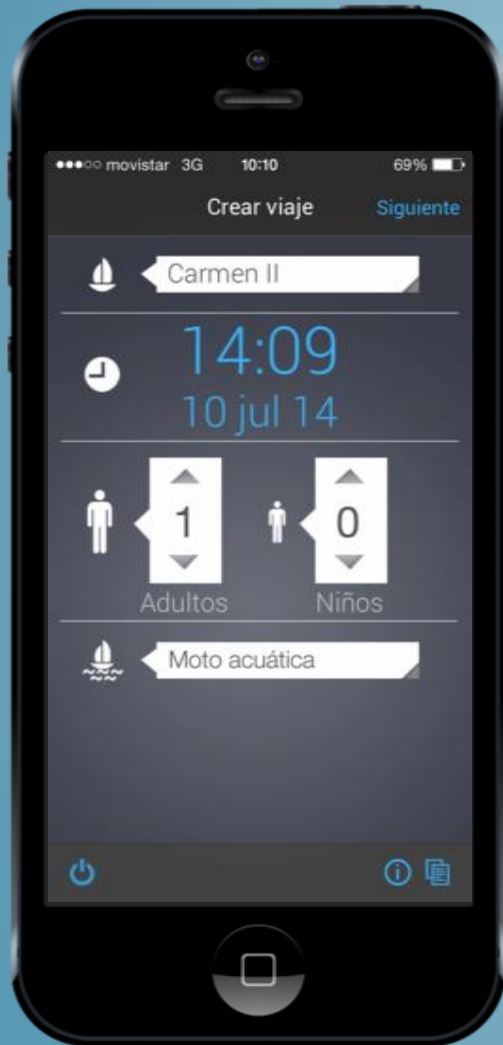 movistar 3G 10:10 69%
Crear viaje Siguiente
Carmen II
14:09
10 jul 14
1 0
Adultos Niños
Moto acuática